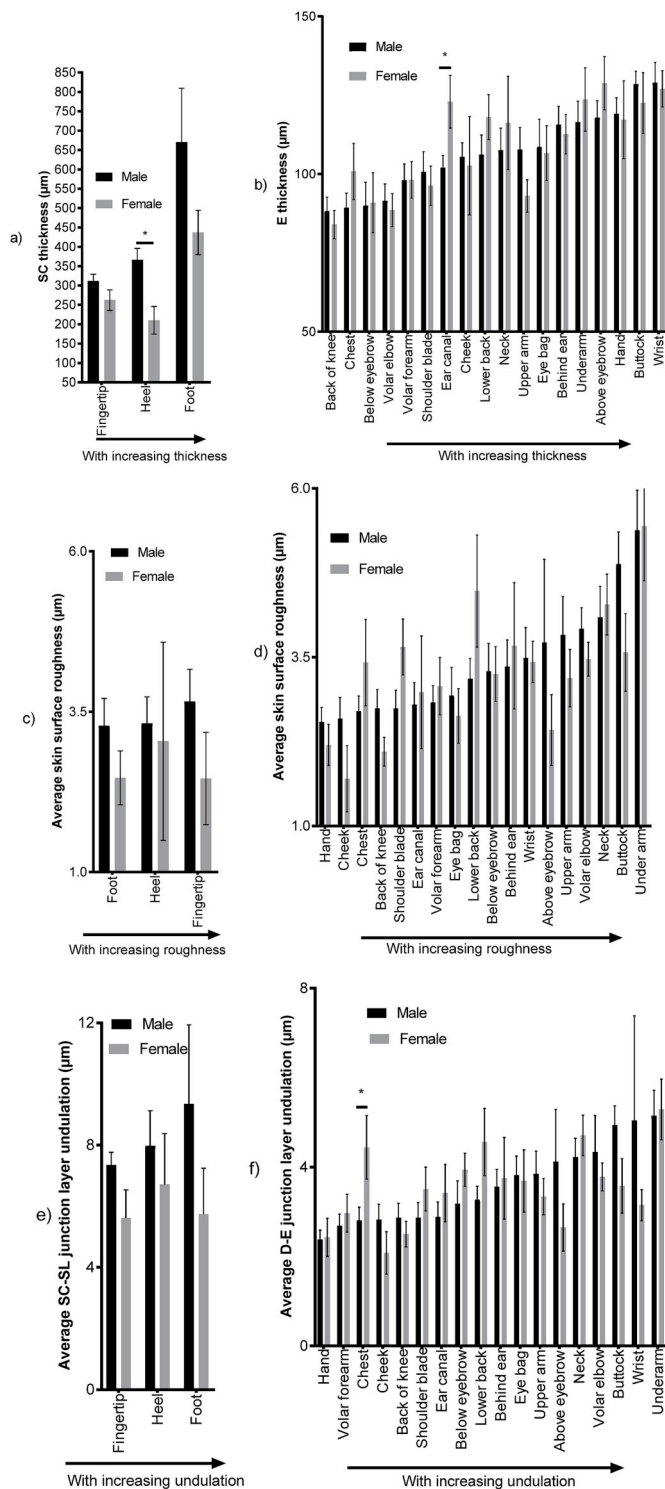 a)
SC thickness (µm)
850
800
750
700
650
600
550
500
450
400
350
300
250
200
150
100
50
Male
Female
*
Fingertip
Heel
Foot
With increasing thickness
b)
E thickness (µm)
150
100
50
Male
Female
*
Back of knee
Chest
Below eyebrow
Volar elbow
Volar forearm
Shoulder blade
Ear canal
Cheek
Lower back
Neck
Upper arm
Eye bag
Behind ear
Underarm
Above eyebrow
Hand
Buttock
Wrist
With increasing thickness
c)
Average skin surface roughness (µm)
6.0
3.5
1.0
Male
Female
Foot
Heel
Fingertip
With increasing roughness
d)
Average skin surface roughness (µm)
6.0
3.5
1.0
Male
Female
Hand
Cheek
Chest
Back of knee
Shoulder blade
Ear canal
Volar forearm
Eye bag
Lower back
Below eyebrow
Behind ear
Wrist
Above eyebrow
Upper arm
Volar elbow
Neck
Buttock
Under arm
With increasing roughness
e)
Average SC-SL junction layer undulation (µm)
12
8
4
0
Male
Female
Fingertip
Heel
Foot
With increasing undulation
f)
Average D-E junction layer undulation (µm)
8
4
0
Male
Female
*
Hand
Volar forearm
Chest
Cheek
Back of knee
Shoulder blade
Ear canal
Below eyebrow
Lower back
Behind ear
Eye bag
Upper arm
Above eyebrow
Neck
Volar elbow
Buttock
Wrist
Underarm
With increasing undulation